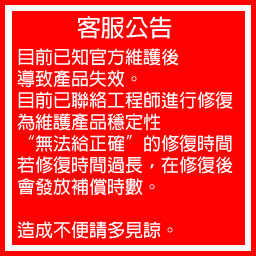 客服公告
目前已知官方維護後
導致產品失效。
目前已聯絡工程師進行修復
為維護產品穩定性
“無法給正確”的修復時間
若修復時間過長，在修復後
會發放補償時數。
造成不便請多見諒。